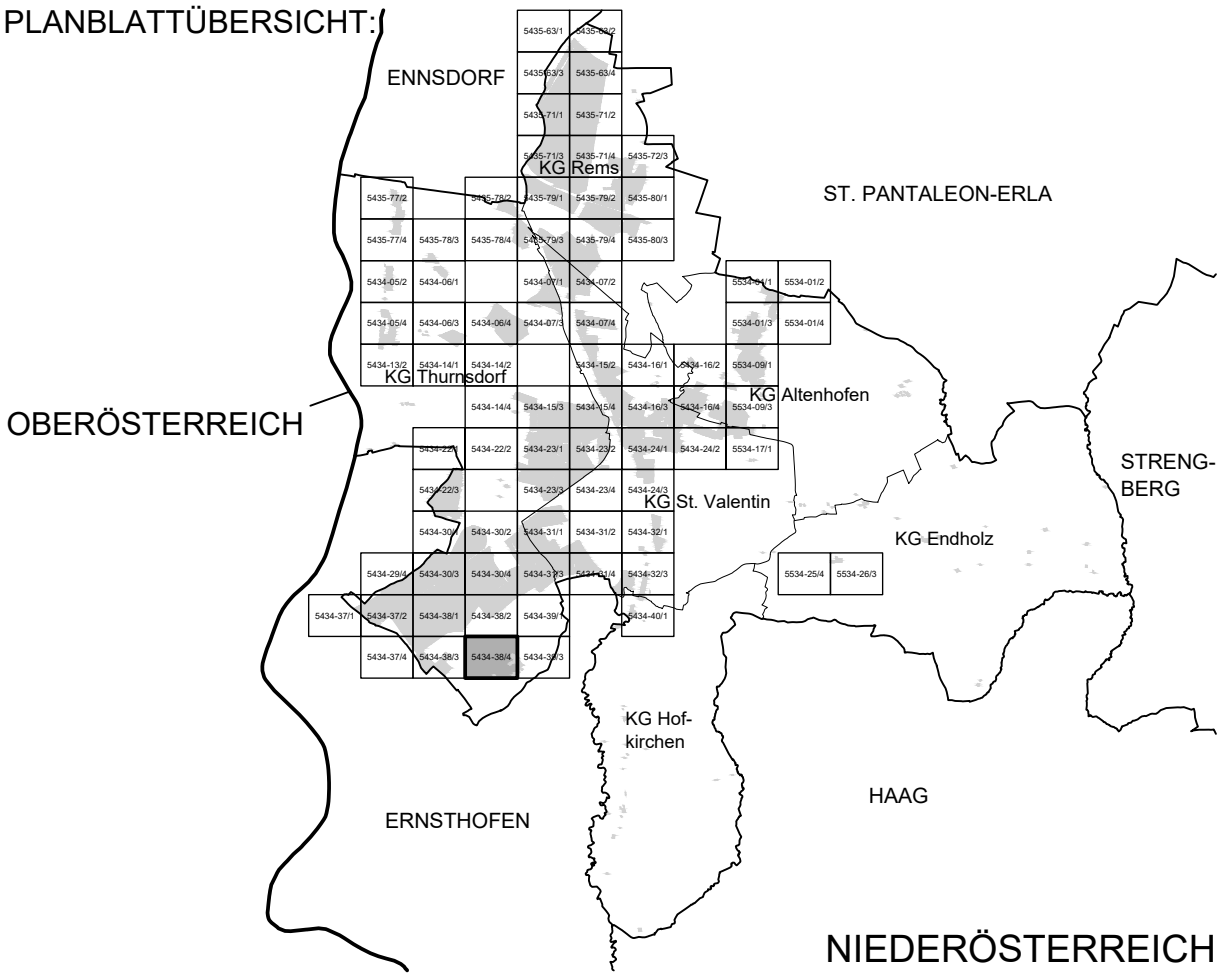 PLANBLATTÜBERSICHT:
5435-63/1 5435-63/2
ENNSDORF
5435-63/3 5435-63/4
5435-71/1 5435-71/2
5435-71/3 5435-71/4 5435-72/3
KG Rems
ST. PANTALEON-ERLA
5435-77/2 5435-78/2 5435-79/1 5435-79/2 5435-80/1
5435-77/4 5435-78/3 5435-78/4 5435-79/3 5435-79/4 5435-80/3
5434-05/2 5434-06/1 5434-07/1 5434-07/2 5534-01/1 5534-01/2
5434-05/4 5434-06/3 5434-06/4 5434-07/3 5434-07/4 5534-01/3 5534-01/4
5434-13/2 5434-14/1 5434-14/2 5434-15/2 5434-16/1 5434-16/2 5534-09/1
KG Thurnsdorf
KG Altenhofen
5434-14/4 5434-15/3 5434-15/4 5434-16/3 5434-16/4 5534-09/3
OBERÖSTERREICH
5434-22/1 5434-22/2 5434-23/1 5434-23/2 5434-24/1 5434-24/2 5534-17/1
STRENG-
BERG
5434-22/3 5434-23/3 5434-23/4 5434-24/3
KG St. Valentin
5434-30/1 5434-30/2 5434-31/1 5434-31/2 5434-32/1
KG Endholz
5434-29/4 5434-30/3 5434-30/4 5434-31/3 5434-31/4 5434-32/3 5534-25/4 5534-26/3
5434-37/1 5434-37/2 5434-38/1 5434-38/2 5434-39/1 5434-40/1
5434-37/4 5434-38/3 5434-38/4 5434-39/3
KG Hof-
kirchen
HAAG
ERNSTHOFEN
NIEDERÖSTERREICH